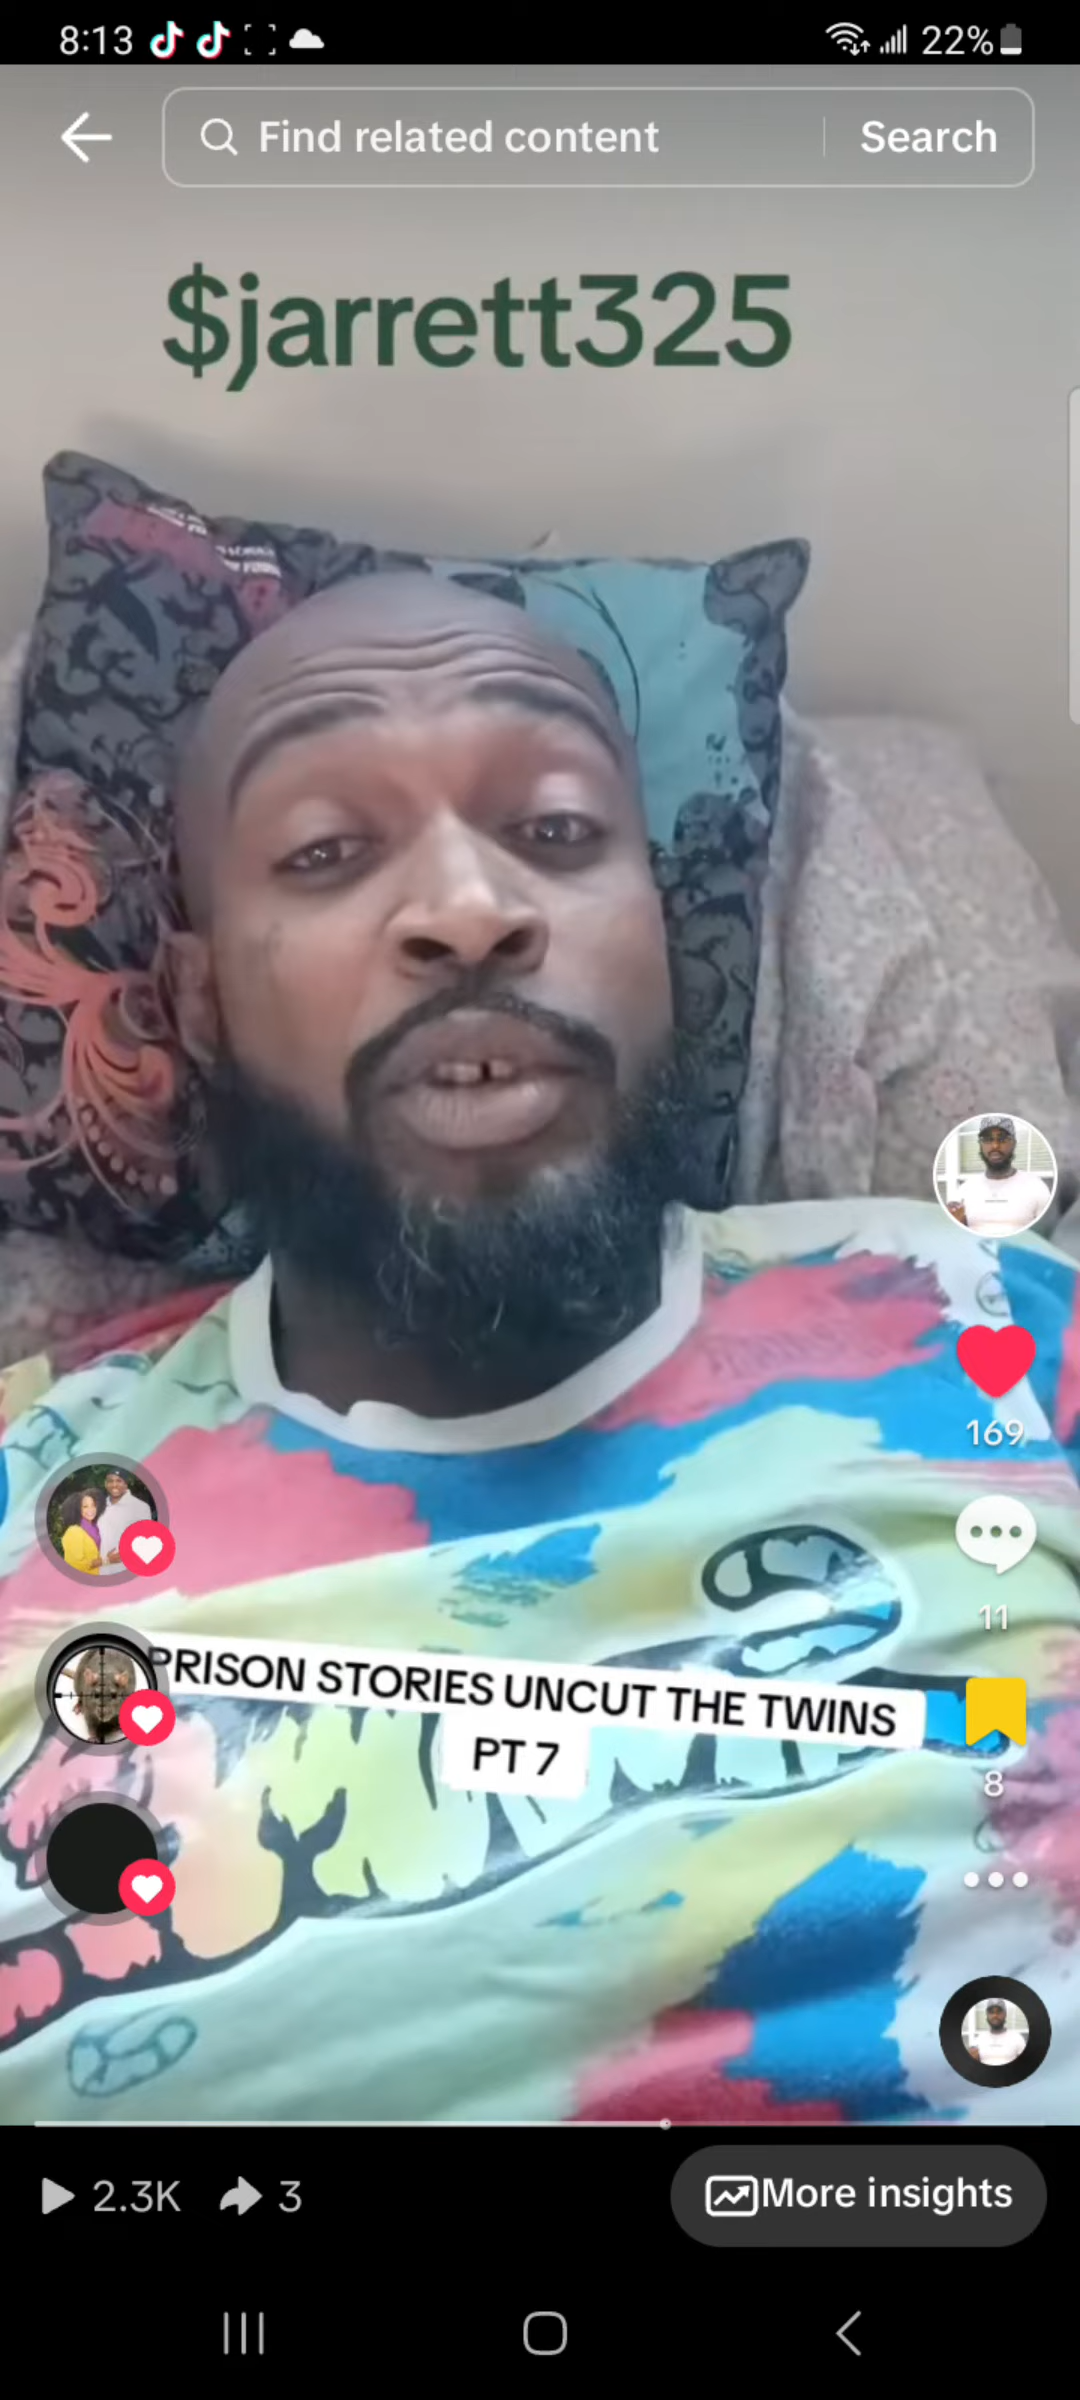 8:13
22%
Find related content
Search
$jarrett325
169
11
PRISON STORIES UNCUT THE TWINS
PT 7
8
2.3K
3
More insights